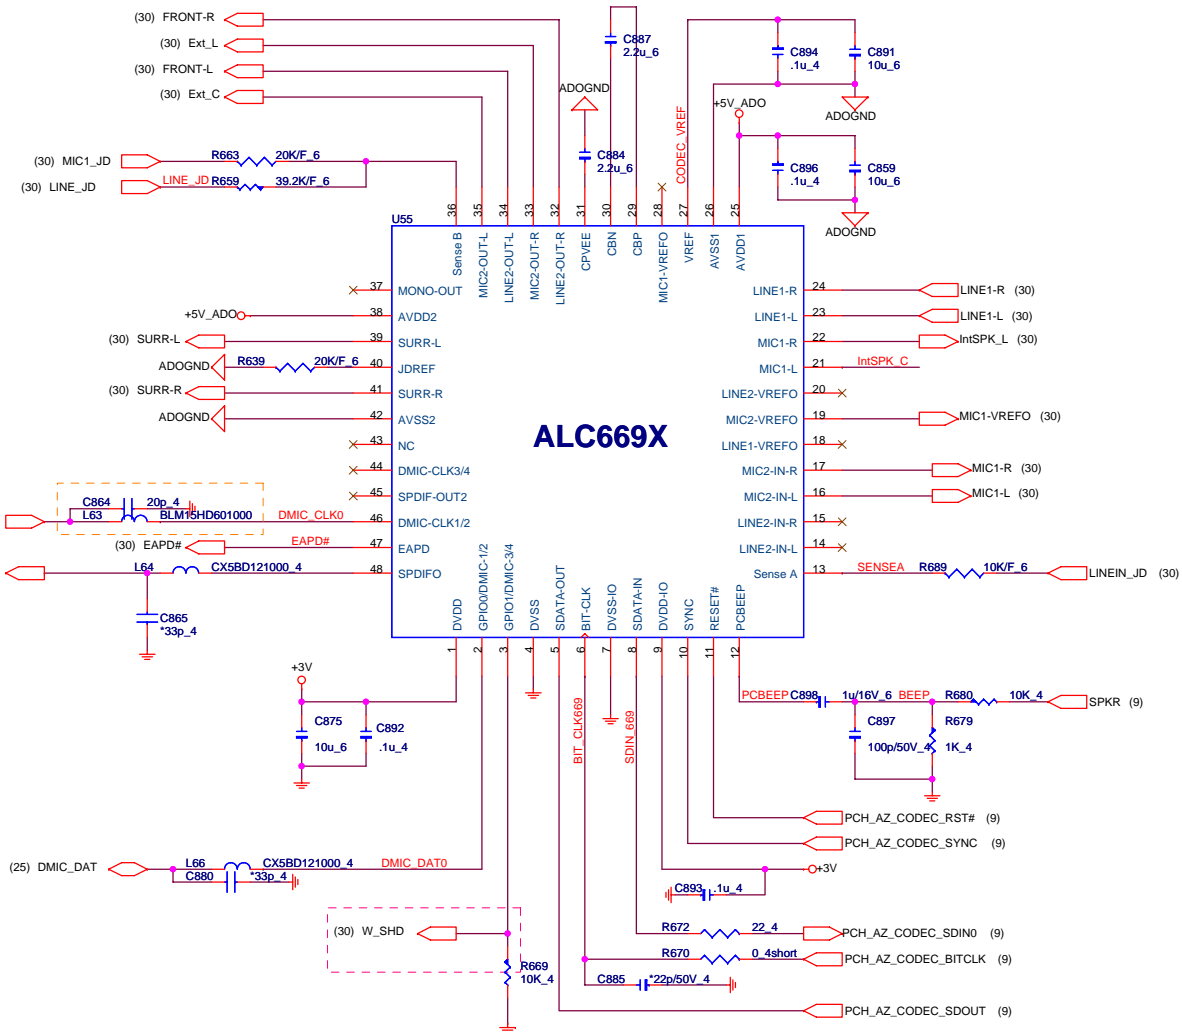 (30) FRONT-R
(30) Ext_L
(30) FRONT-L
(30) Ext_C
C887
2.2u_6
ADOGND
C884
2.2u_6
CODEC_VREF
C894
.1u_4
C891
10u_6
ADOGND
+5V_ADO
C896
.1u_4
C859
10u_6
ADOGND
(30) MIC1_JD
R663
20K/F_6
(30) LINE_JD
LINE_JD
R659
39.2K/F_6
U55
36
35
34
33
32
31
30
29
28
27
26
25
Sense B
MIC2-OUT-L
LINE2-OUT-L
MIC2-OUT-R
LINE2-OUT-R
CPVEE
CBN
CBP
MIC1-VREFO
VREF
AVSS1
AVDD1
37 MONO-OUT
+5V_ADO 38 AVDD2
(30) SURR-L 39 SURR-L
ADOGND R639 20K/F_6 40 JDREF
(30) SURR-R 41 SURR-R
ADOGND 42 AVSS2
43 NC
44 DMIC-CLK3/4
45 SPDIF-OUT2
C864 20p_4
L63 BLM15HD601000 DMIC_CLK0 46 DMIC-CLK1/2
(30) EAPD# EAPD# 47 EAPD
L64 CX5BD121000_4 48 SPDIFO
C865
*33p_4
ALC669X
LINE1-R 24 LINE1-R (30)
LINE1-L 23 LINE1-L (30)
MIC1-R 22 IntSPK_L (30)
MIC1-L 21 IntSPK_C
LINE2-VREFO 20
MIC2-VREFO 19 MIC1-VREFO (30)
LINE1-VREFO 18
MIC2-IN-R 17 MIC1-R (30)
MIC2-IN-L 16 MIC1-L (30)
LINE2-IN-R 15
LINE2-IN-L 14
Sense A 13 SENSEA R689 10K/F_6 LINEIN_JD (30)
DVDD
GPIO0/DMIC-1/2
GPIO1/DMIC-3/4
DVSS
SDATA-OUT
BIT-CLK
DVSS-IO
SDATA-IN
DVDD-IO
SYNC
RESET#
PCBEEP
1
2
3
4
5
6
7
8
9
10
11
12
+3V
C875
10u_6
C892
.1u_4
BIT_CLK669
SDIN_669
PCBEEP C898 1u/16V_6 BEEP R680 10K_4 SPKR (9)
C897
100p/50V_4
R679
1K_4
PCH_AZ_CODEC_RST# (9)
PCH_AZ_CODEC_SYNC (9)
(25) DMIC_DAT L66 CX5BD121000_4 DMIC_DAT0
C880 *33p_4
+3V
C893 .1u_4
(30) W_SHD
R669
10K_4
R672 22_4 PCH_AZ_CODEC_SDIN0 (9)
R670 0_4short PCH_AZ_CODEC_BITCLK (9)
C885 *22p/50V_4
PCH_AZ_CODEC_SDOUT (9)